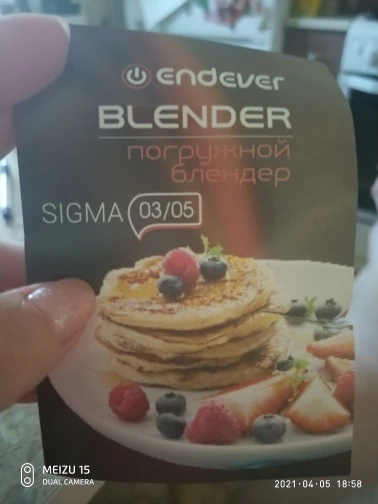 endever
BLENDER
погружной
блендер
SIGMA 03/05
MEIZU 15
DUAL CAMERA
2021·04·05 18:58